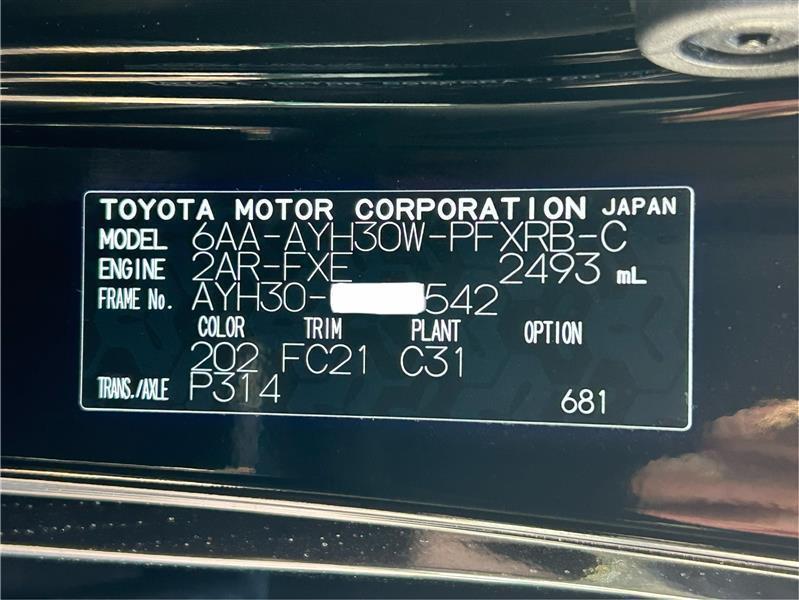 TOYOTA MOTOR CORPORATION JAPAN
MODEL 6AA-AYH30W-PFXRB-C
ENGINE 2AR-FXE 2493 mL
FRAME No. AYH30- 542
COLOR TRIM PLANT OPTION
202 FC21 C31
TRANS./AXLE P314
681